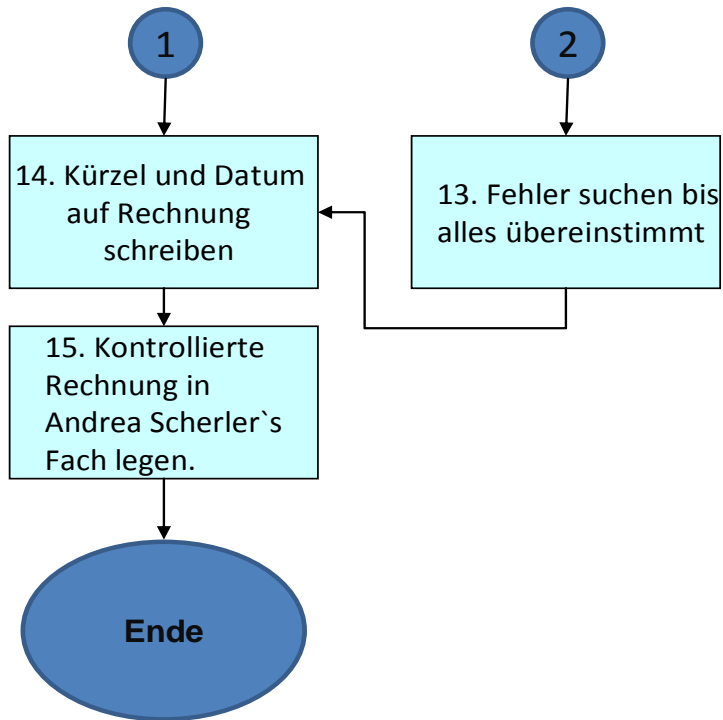 1
2
14. Kürzel und Datum
auf Rechnung
schreiben
13. Fehler suchen bis
alles übereinstimmt
15. Kontrollierte
Rechnung in
Andrea Scherler`s
Fach legen.
Ende